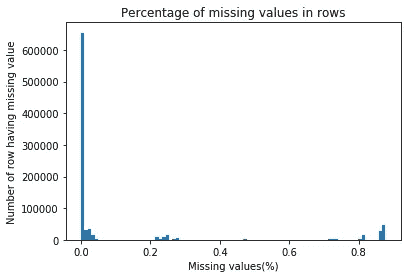 Percentage of missing values in rows
Number of row having missing value
600000
500000
400000
300000
200000
100000
0
0.0 0.2 0.4 0.6 0.8
Missing values(%)